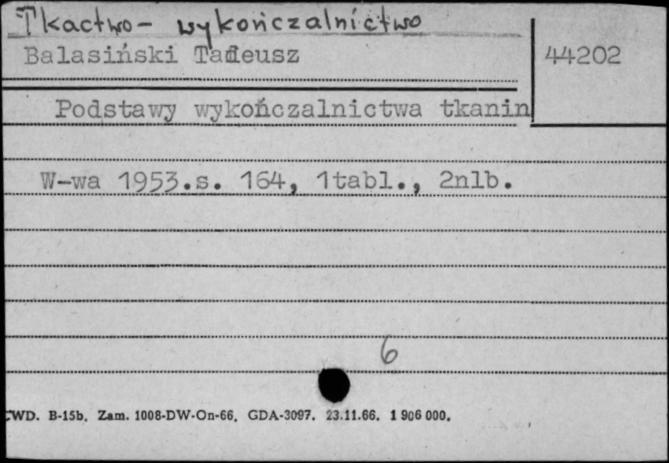 Tkactwo - wykończalnictwo
Balasiński Tadeusz
44202
Podstawy wykończalnictwa tkanin
W-wa 1953.s. 164, 1tabl., 2nlb.
6
CWD. B-15b. Zam. 1008-DW-On-66. GDA-3097. 23.11.66. 1 906 000.